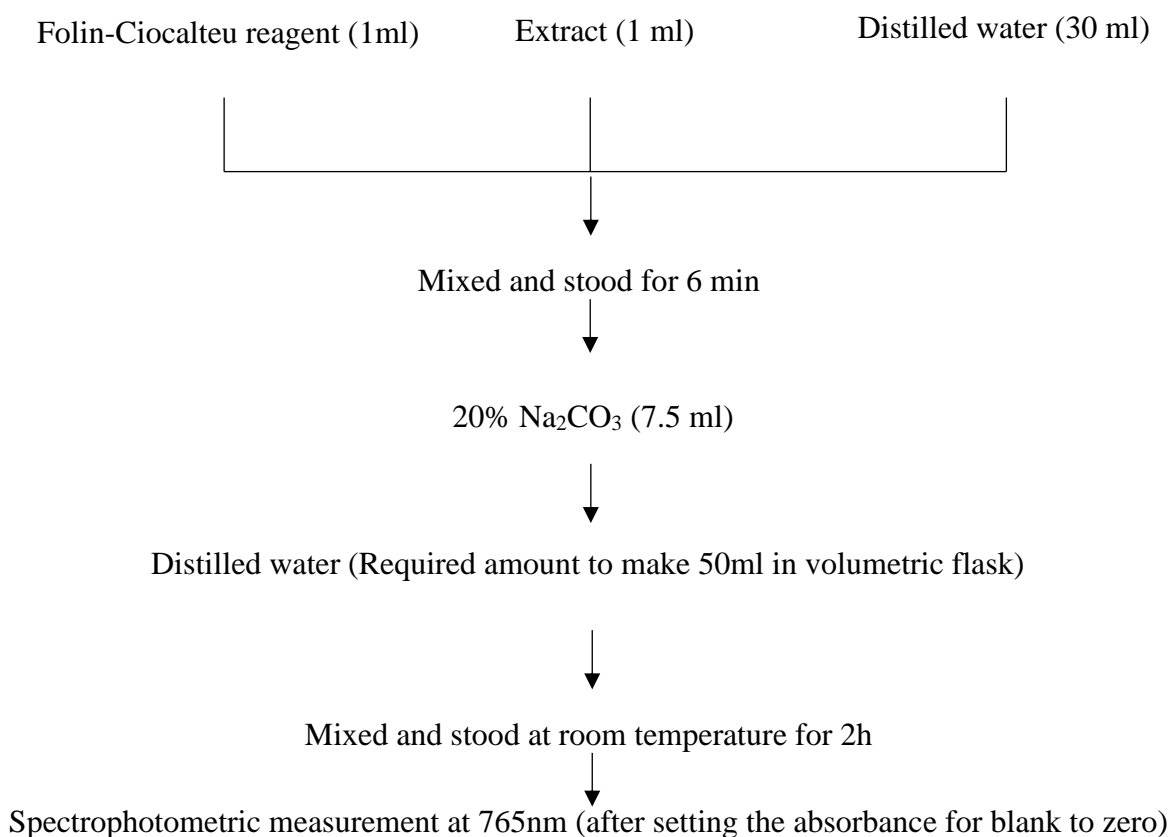 Folin-Ciocalteu reagent (1ml) Extract (1 ml) Distilled water (30 ml)
Mixed and stood for 6 min
20% Na₂CO₃ (7.5 ml)
Distilled water (Required amount to make 50ml in volumetric flask)
Mixed and stood at room temperature for 2h
Spectrophotometric measurement at 765nm (after setting the absorbance for blank to zero)